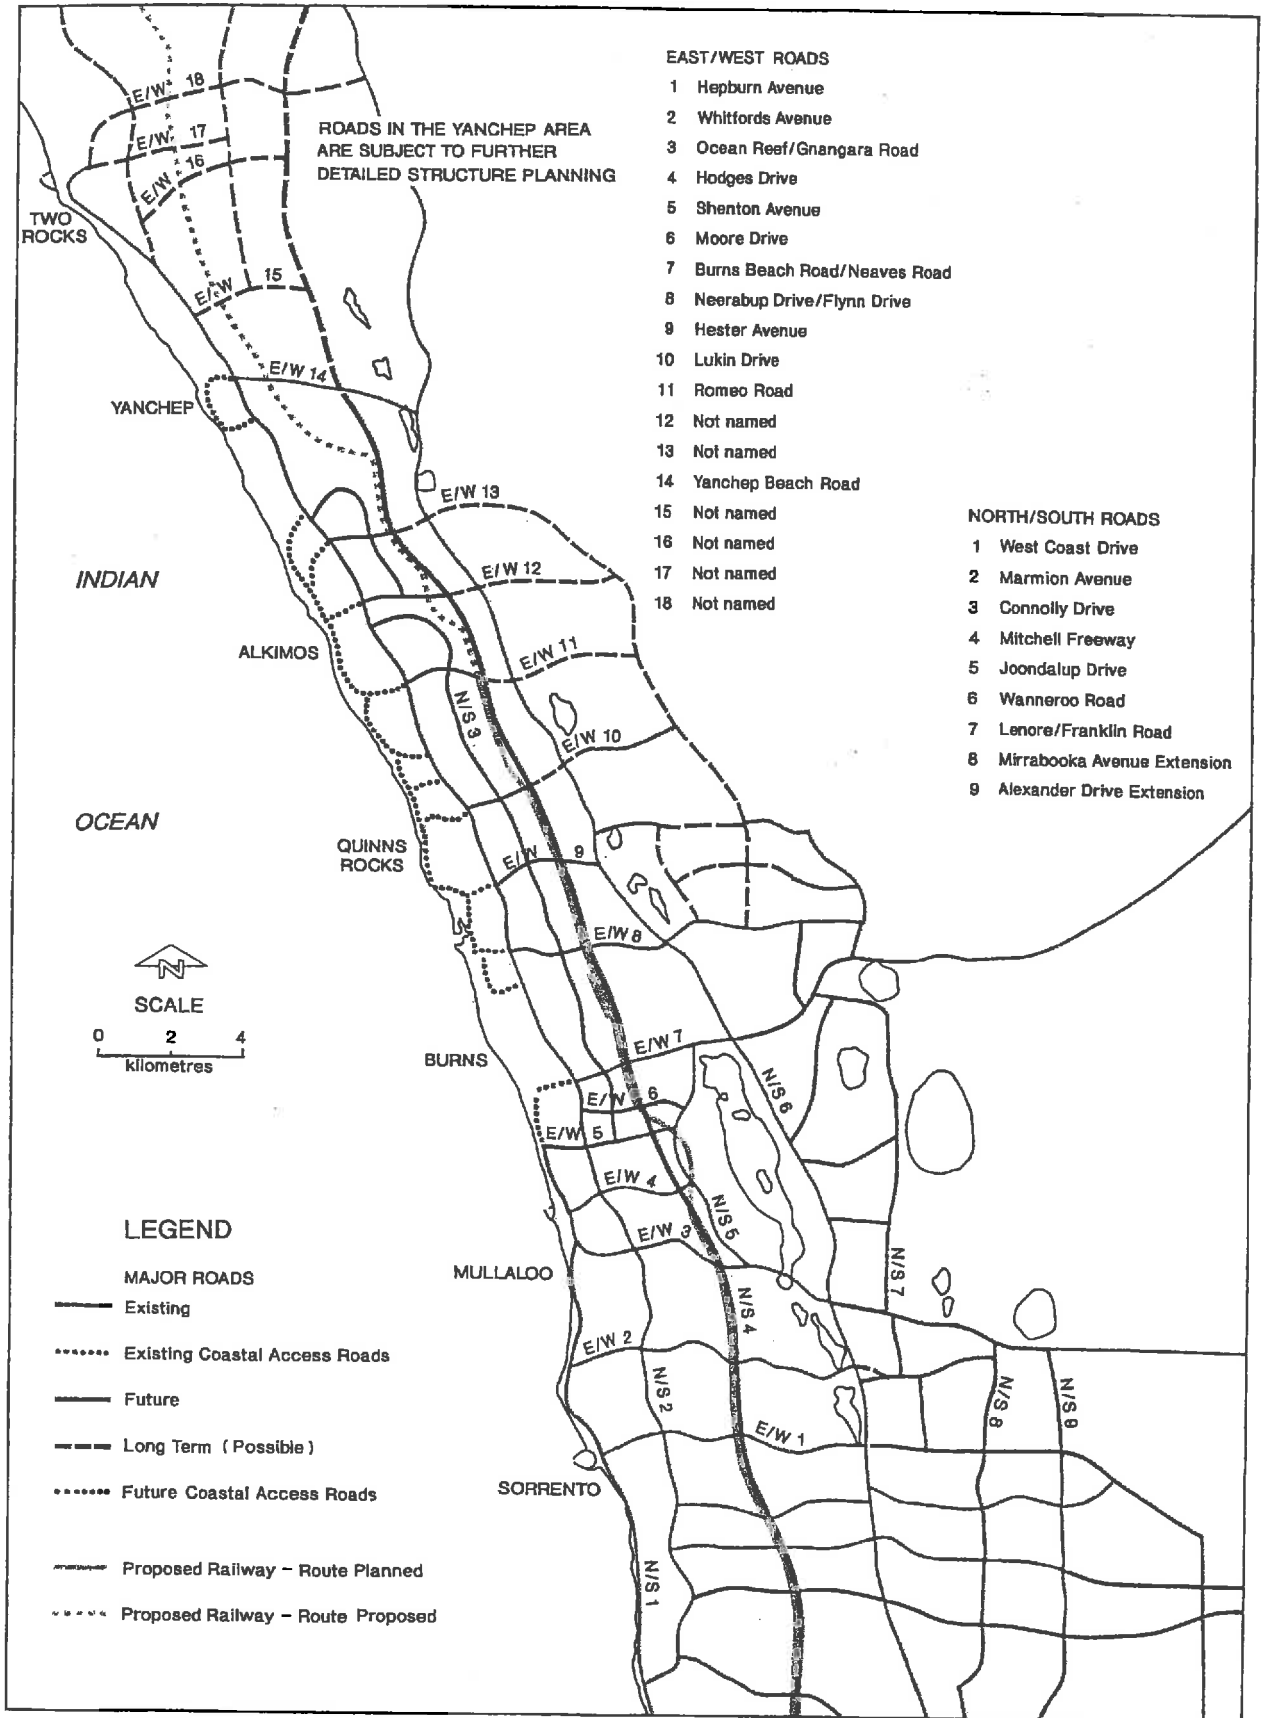 EAST/WEST ROADS
1 Hepburn Avenue
2 Whitfords Avenue
3 Ocean Reef/Gnangara Road
4 Hodges Drive
5 Shenton Avenue
6 Moore Drive
7 Burns Beach Road/Neaves Road
8 Neerabup Drive/Flynn Drive
9 Hester Avenue
10 Lukin Drive
11 Romeo Road
12 Not named
13 Not named
14 Yanchep Beach Road
15 Not named
16 Not named
17 Not named
18 Not named
NORTH/SOUTH ROADS
1 West Coast Drive
2 Marmion Avenue
3 Connolly Drive
4 Mitchell Freeway
5 Joondalup Drive
6 Wanneroo Road
7 Lenore/Franklin Road
8 Mirrabooka Avenue Extension
9 Alexander Drive Extension
ROADS IN THE YANCHEP AREA
ARE SUBJECT TO FURTHER
DETAILED STRUCTURE PLANNING
E/W 18
E/W 17
E/W 16
TWO
ROCKS
E/W 15
E/W 14
YANCHEP
E/W 13
INDIAN
E/W 12
ALKIMOS
E/W 11
N/S 3
E/W 10
OCEAN
QUINNS
ROCKS
E/W 9
E/W 8
N
SCALE
0 2 4
kilometres
BURNS
E/W 7
N/S 6
E/W 6
E/W 5
E/W 4
N/S 5
E/W 3
MULLALOO
N/S 7
N/S 4
E/W 2
N/S 2
N/S 8
N/S 9
E/W 1
SORRENTO
N/S 1
LEGEND
MAJOR ROADS
Existing
Existing Coastal Access Roads
Future
Long Term (Possible)
Future Coastal Access Roads
Proposed Railway – Route Planned
Proposed Railway – Route Proposed